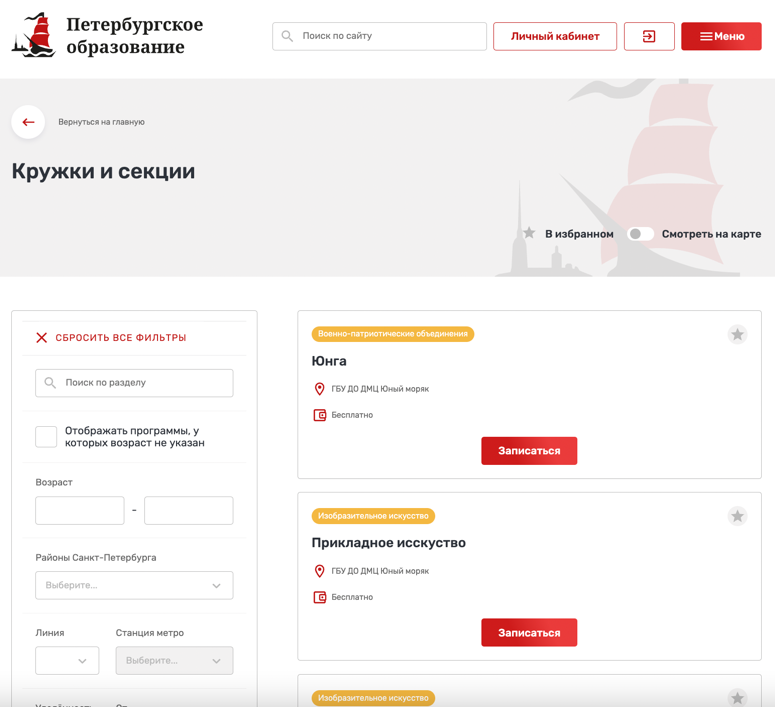 Петербургское
образование
Поиск по сайту
Личный кабинет
Меню
Вернуться на главную
Кружки и секции
В избранном
Смотреть на карте
СБРОСИТЬ ВСЕ ФИЛЬТРЫ
Поиск по разделу
Отображать программы, у
которых возраст не указан
Возраст
-
Районы Санкт-Петербурга
Выберите...
Линия
Станция метро
Выберите...
Военно-патриотические объединения
Юнга
ГБУ ДО ДМЦ Юный моряк
Бесплатно
Записаться
Изобразительное искусство
Прикладное исскуство
ГБУ ДО ДМЦ Юный моряк
Бесплатно
Записаться
Изобразительное искусство